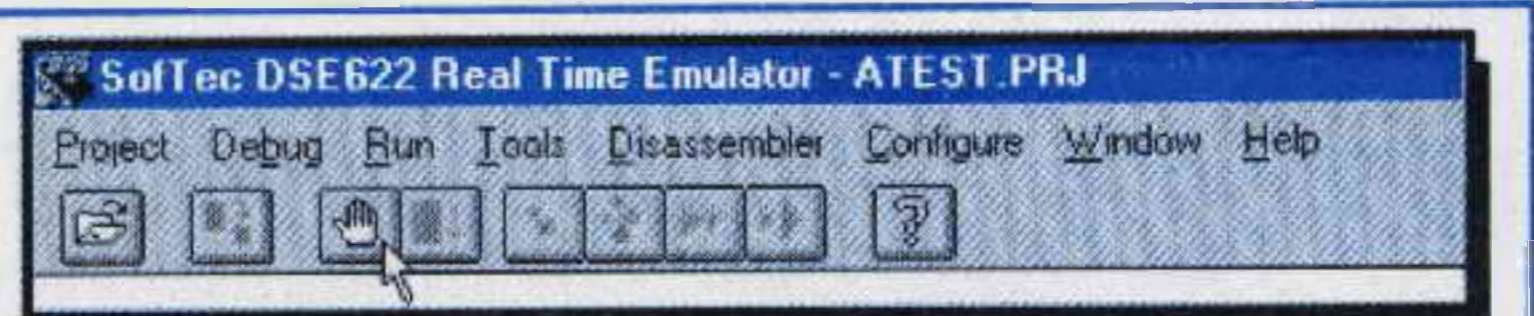 SofTec DSE622 Real Time Emulator - ATEST.PRJ
Project Debug Run Tools Disassembler Configure Window Help